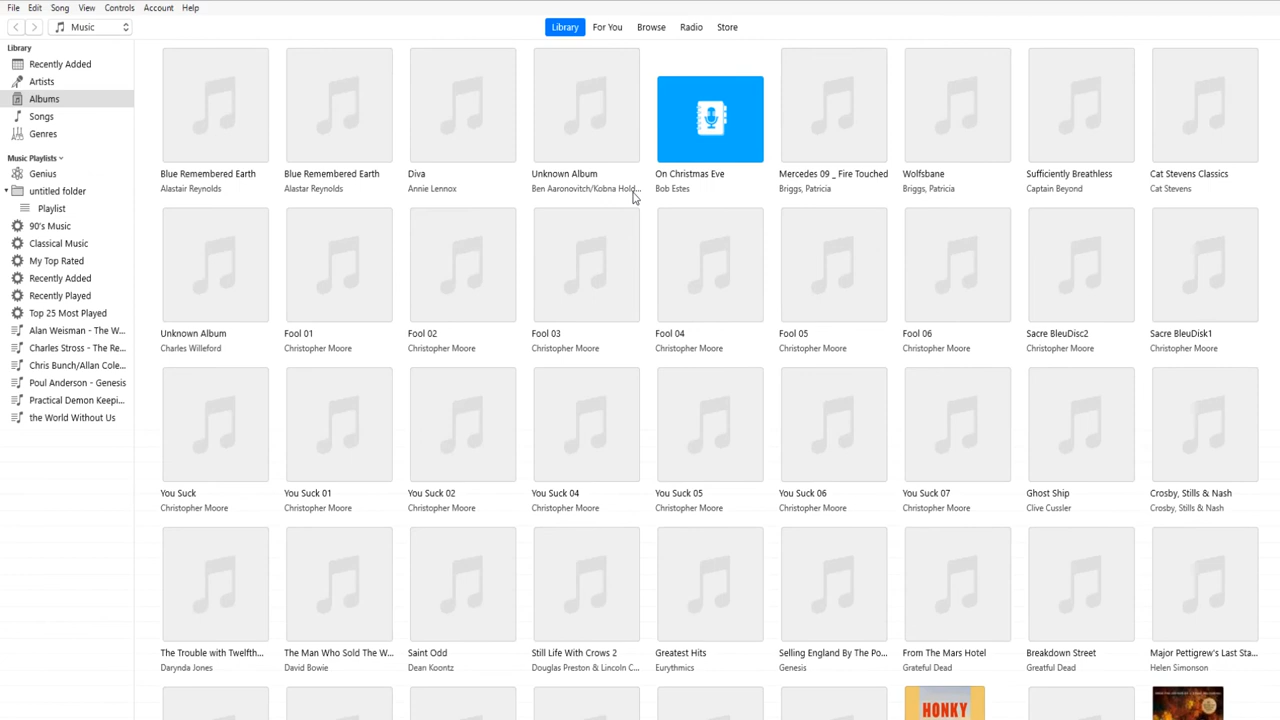 File Edit Song View Controls Account Help
Music Library For You Browse Radio Store
Library
Recently Added
Artists
Albums
Songs
Genres
Music Playlists
Genius
untitled folder
Playlist
90's Music
Classical Music
My Top Rated
Recently Added
Recently Played
Top 25 Most Played
Alan Weisman - The W...
Charles Stross - The Re...
Chris Bunch/Allan Cole...
Poul Anderson - Genesis
Practical Demon Keepi...
the World Without Us
Blue Remembered Earth Blue Remembered Earth Diva Unknown Album On Christmas Eve Mercedes 09 _ Fire Touched Wolfsbane Sufficiently Breathless Cat Stevens Classics
Alastair Reynolds Alastar Reynolds Annie Lennox Ben Aaronovitch/Kobna Hold... Bob Estes Briggs, Patricia Briggs, Patricia Captain Beyond Cat Stevens
Unknown Album Fool 01 Fool 02 Fool 03 Fool 04 Fool 05 Fool 06 Sacre BleuDisc2 Sacre BleuDisk1
Charles Willeford Christopher Moore Christopher Moore Christopher Moore Christopher Moore Christopher Moore Christopher Moore Christopher Moore Christopher Moore
You Suck You Suck 01 You Suck 02 You Suck 04 You Suck 05 You Suck 06 You Suck 07 Ghost Ship Crosby, Stills & Nash
Christopher Moore Christopher Moore Christopher Moore Christopher Moore Christopher Moore Christopher Moore Christopher Moore Clive Cussler Crosby, Stills & Nash
The Trouble with Twelfth... The Man Who Sold The W... Saint Odd Still Life With Crows 2 Greatest Hits Selling England By The Po... From The Mars Hotel Breakdown Street Major Pettigrew's Last Sta...
Darynda Jones David Bowie Dean Koontz Douglas Preston & Lincoln C... Eurythmics Genesis Grateful Dead Greatful Dead Helen Simonson
HONKY